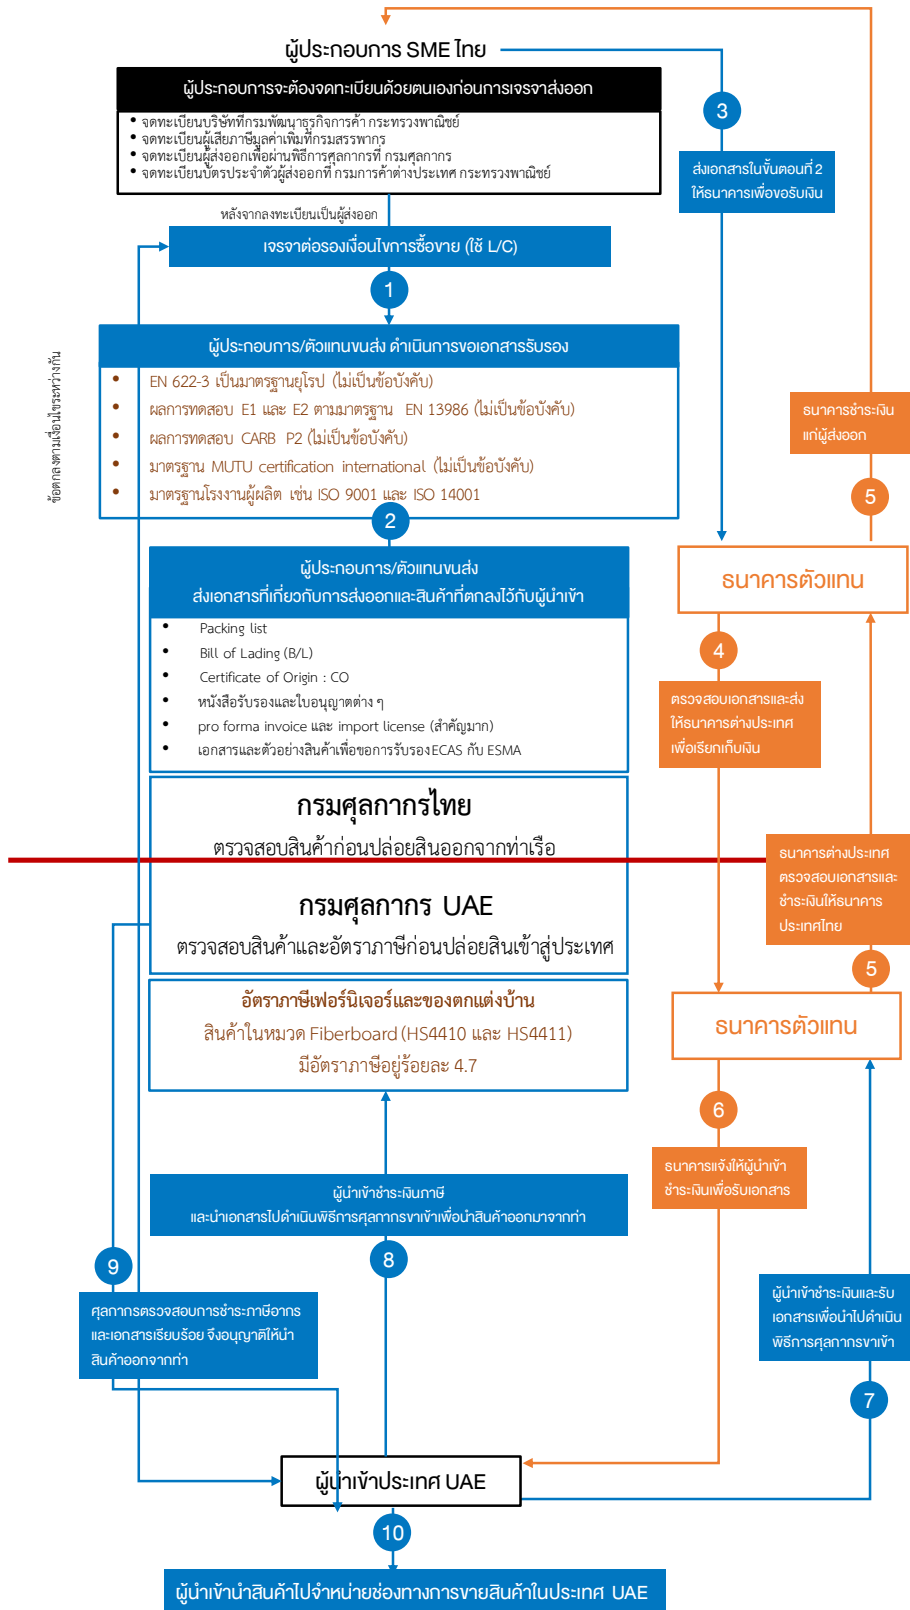 ผู้ประกอบการ SME ไทย
ผู้ประกอบการจะต้องจดทะเบียนด้วยตนเองก่อนการเจรจาส่งออก
• จดทะเบียนบริษัทที่กรมพัฒนาธุรกิจการค้า กระทรวงพาณิชย์
• จดทะเบียนผู้เสียภาษีมูลค่าเพิ่มที่กรมสรรพากร
• จดทะเบียนผู้ส่งออกเพื่อผ่านพิธีการศุลกากรที่ กรมศุลกากร
• จดทะเบียนบัตรประจำตัวผู้ส่งออกที่ กรมการค้าต่างประเทศ กระทรวงพาณิชย์
3
ส่งเอกสารในขั้นตอนที่ 2
ให้ธนาคารเพื่อขอรับเงิน
หลังจากลงทะเบียนเป็นผู้ส่งออก
เจรจาต่อรองเงื่อนไขการซื้อขาย (ใช้ L/C)
1
ข้อตกลงตามเงื่อนไขระหว่างกัน
ผู้ประกอบการ/ตัวแทนขนส่ง ดำเนินการขอเอกสารรับรอง
• EN 622-3 เป็นมาตรฐานยุโรป (ไม่เป็นข้อบังคับ)
• ผลการทดสอบ E1 และ E2 ตามมาตรฐาน EN 13986 (ไม่เป็นข้อบังคับ)
• ผลการทดสอบ CARB P2 (ไม่เป็นข้อบังคับ)
• มาตรฐาน MUTU certification international (ไม่เป็นข้อบังคับ)
• มาตรฐานโรงงานผู้ผลิต เช่น ISO 9001 และ ISO 14001
ธนาคารชำระเงิน
แก่ผู้ส่งออก
5
2
ผู้ประกอบการ/ตัวแทนขนส่ง
ส่งเอกสารที่เกี่ยวกับการส่งออกและสินค้าที่ตกลงไว้กับผู้นำเข้า
• Packing list
• Bill of Lading (B/L)
• Certificate of Origin : CO
• หนังสือรับรองและใบอนุญาตต่าง ๆ
• pro forma invoice และ import license (สำคัญมาก)
• เอกสารและตัวอย่างสินค้าเพื่อขอการรับรองECAS กับ ESMA
ธนาคารตัวแทน
4
ตรวจสอบเอกสารและส่ง
ให้ธนาคารต่างประเทศ
เพื่อเรียกเก็บเงิน
กรมศุลกากรไทย
ตรวจสอบสินค้าก่อนปล่อยสินออกจากท่าเรือ
กรมศุลกากร UAE
ตรวจสอบสินค้าและอัตราภาษีก่อนปล่อยสินเข้าสู่ประเทศ
ธนาคารต่างประเทศ
ตรวจสอบเอกสารและ
ชำระเงินให้ธนาคาร
ประเทศไทย
5
อัตราภาษีเฟอร์นิเจอร์และของตกแต่งบ้าน
สินค้าในหมวด Fiberboard (HS4410 และ HS4411)
มีอัตราภาษีอยู่ร้อยละ 4.7
ธนาคารตัวแทน
6
ธนาคารแจ้งให้ผู้นำเข้า
ชำระเงินเพื่อรับเอกสาร
ผู้นำเข้าชำระเงินภาษี
และนำเอกสารไปดำเนินพิธีการศุลกากรขาเข้าเพื่อนำสินค้าออกมาจากท่า
8
9
ศุลกากรตรวจสอบการชำระภาษีอากร
และเอกสารเรียบร้อย จึงอนุญาติให้นำ
สินค้าออกจากท่า
ผู้นำเข้าชำระเงินและรับ
เอกสารเพื่อนำไปดำเนิน
พิธีการศุลกากรขาเข้า
7
ผู้นำเข้าประเทศ UAE
10
ผู้นำเข้านำสินค้าไปจำหน่ายช่องทางการขายสินค้าในประเทศ UAE